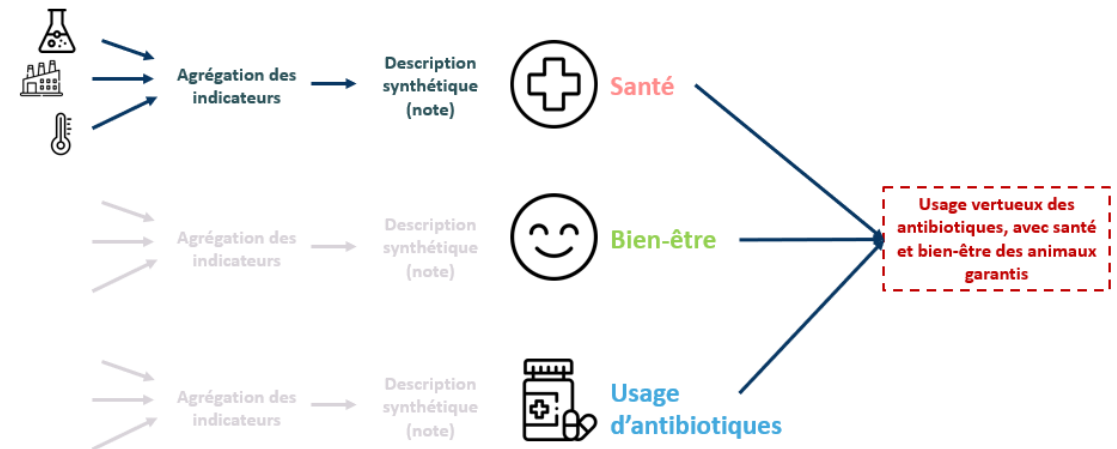 Agrégation des
indicateurs
Description
synthétique
(note)
Santé
Agrégation des
indicateurs
Description
synthétique
(note)
Bien-être
Usage vertueux des
antibiotiques, avec santé
et bien-être des animaux
garantis
Agrégation des
indicateurs
Description
synthétique
(note)
Usage
d’antibiotiques